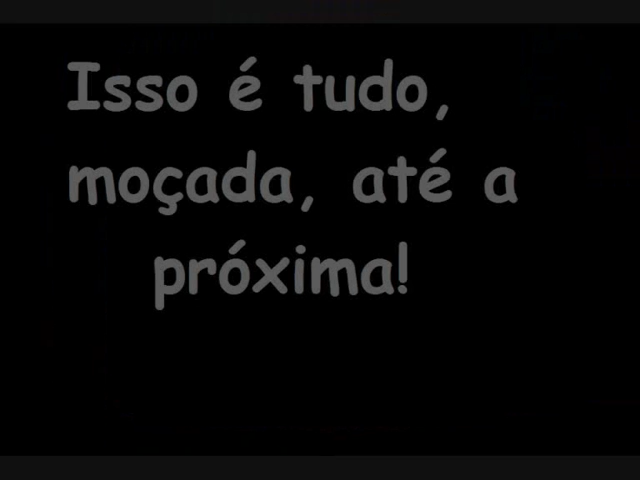 Isso é tudo,
moçada, até a
próxima!